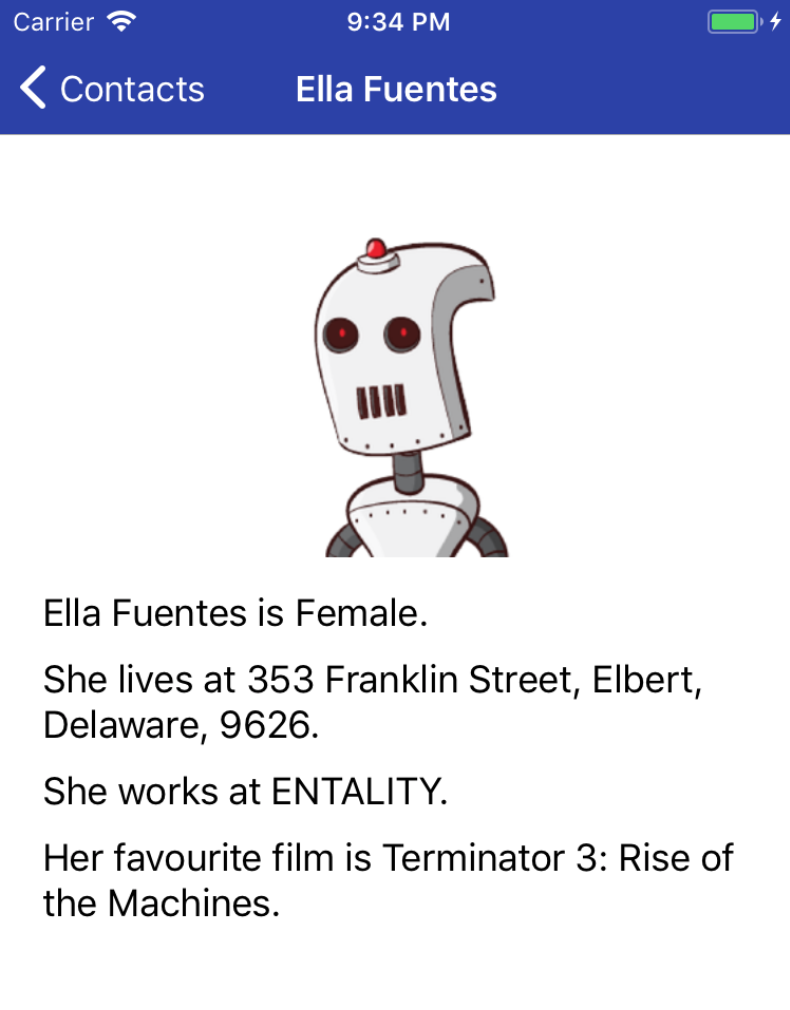 Carrier 9:34 PM
Contacts Ella Fuentes
Ella Fuentes is Female.
She lives at 353 Franklin Street, Elbert,
Delaware, 9626.
She works at ENTALITY.
Her favourite film is Terminator 3: Rise of
the Machines.